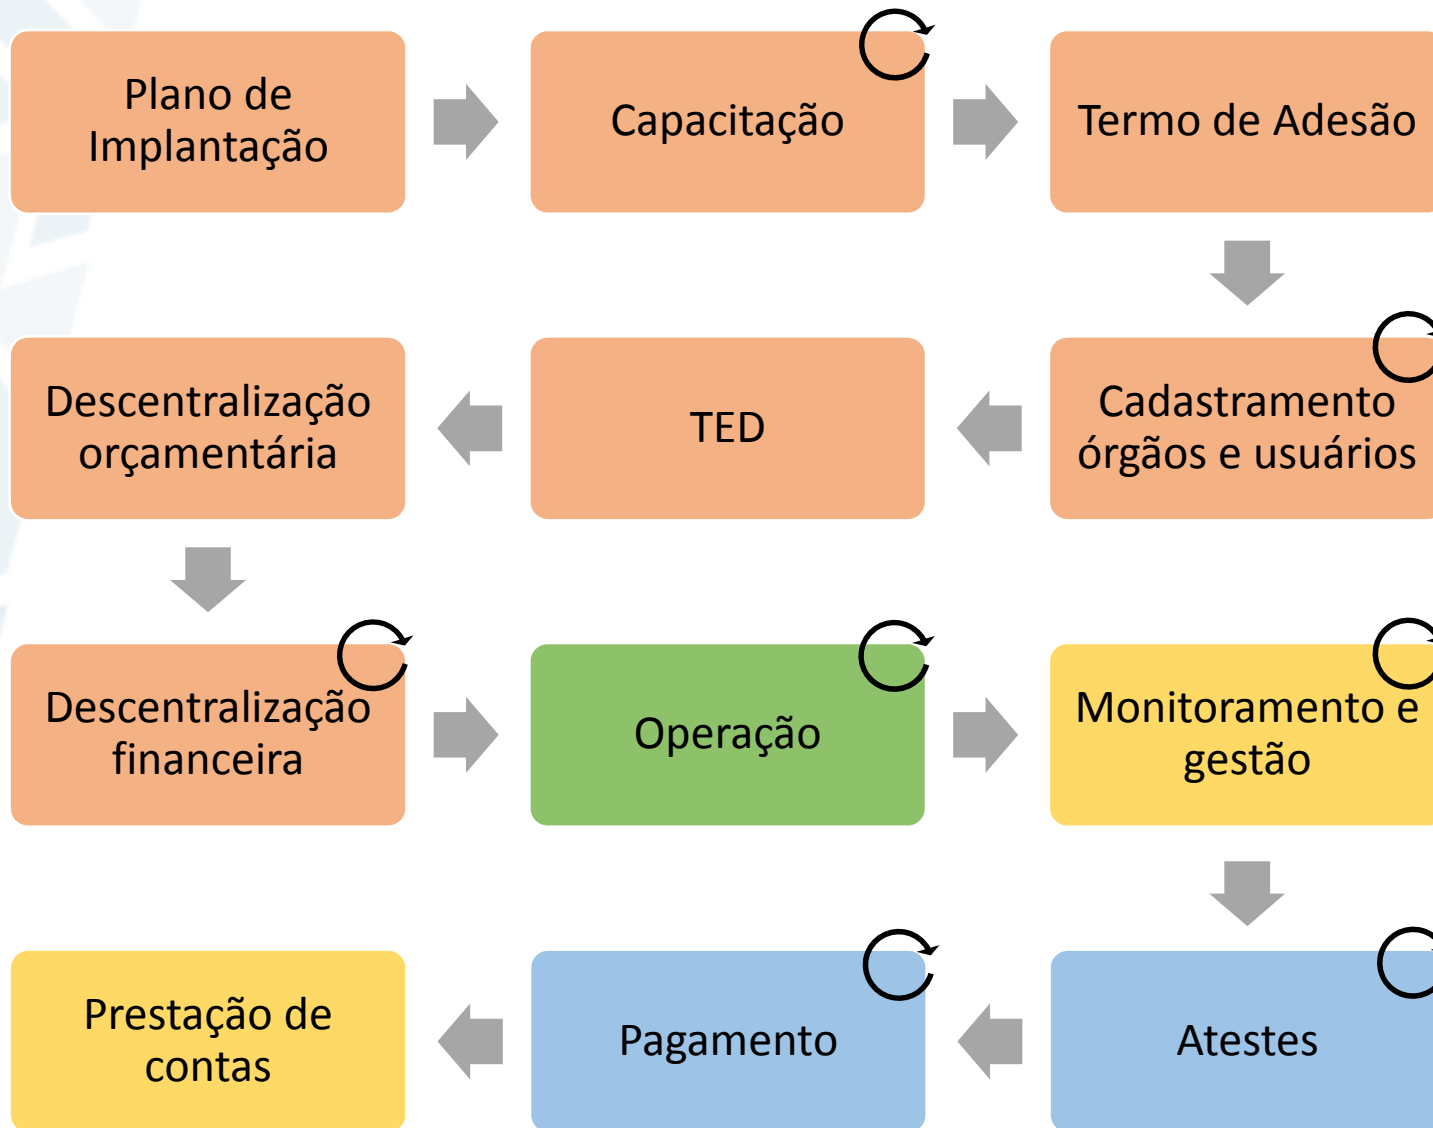 Plano de
Implantação
Capacitação
Termo de Adesão
Cadastramento
órgãos e usuários
TED
Descentralização
orçamentária
Descentralização
financeira
Operação
Monitoramento e
gestão
Atestes
Pagamento
Prestação de
contas